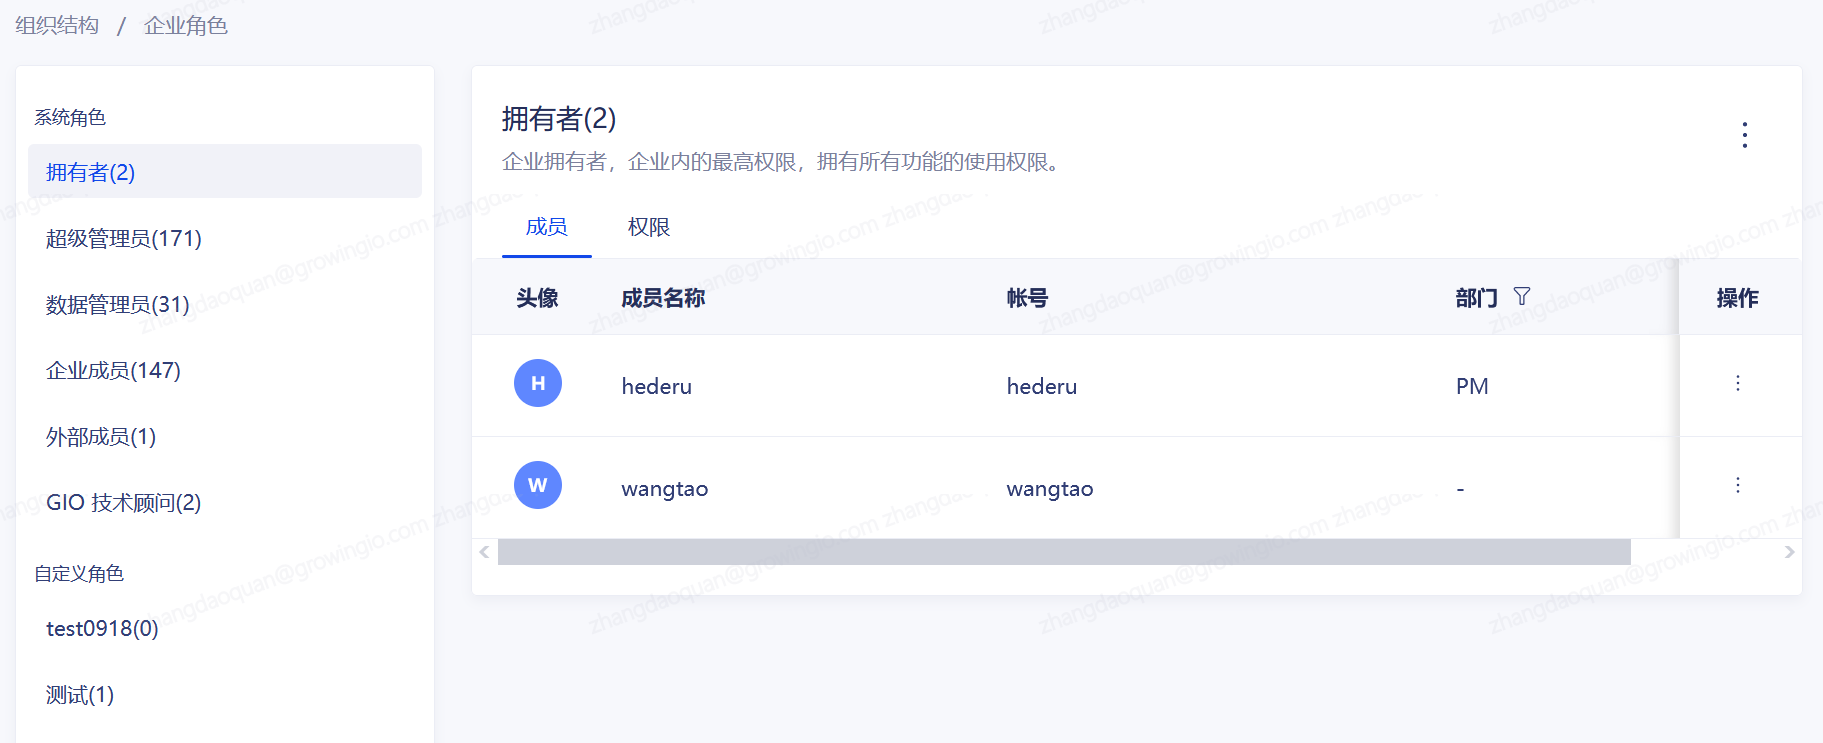 组织结构 / 企业角色
系统角色
拥有者(2)
超级管理员(171)
数据管理员(31)
企业成员(147)
外部成员(1)
GIO 技术顾问(2)
自定义角色
test0918(0)
测试(1)
拥有者(2)
企业拥有者，企业内的最高权限，拥有所有功能的使用权限。
成员 权限
头像 成员名称 帐号 部门 操作
H hederu hederu PM
W wangtao wangtao -
zhangdaoquan@growingio.com